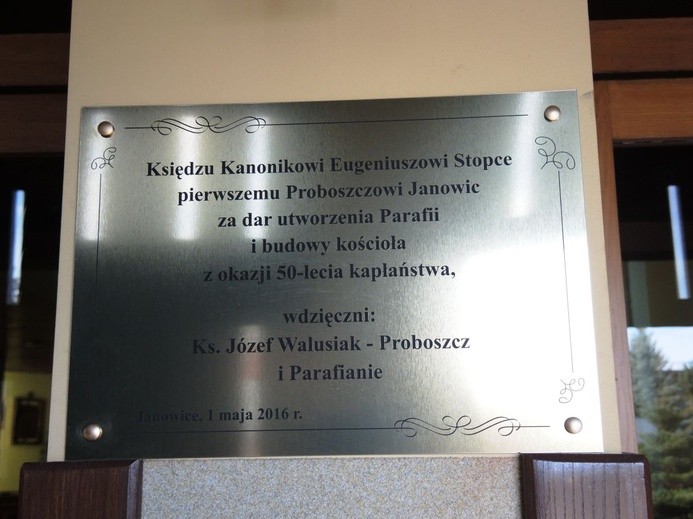 Księdzu Kanonikowi Eugeniuszowi Stopce
pierwszemu Proboszczowi Janowic
za dar utworzenia Parafii
i budowy kościoła
z okazji 50-lecia kapłaństwa,
wdzięczni:
Ks. Józef Walusiak - Proboszcz
i Parafianie
Janowice, 1 maja 2016 r.